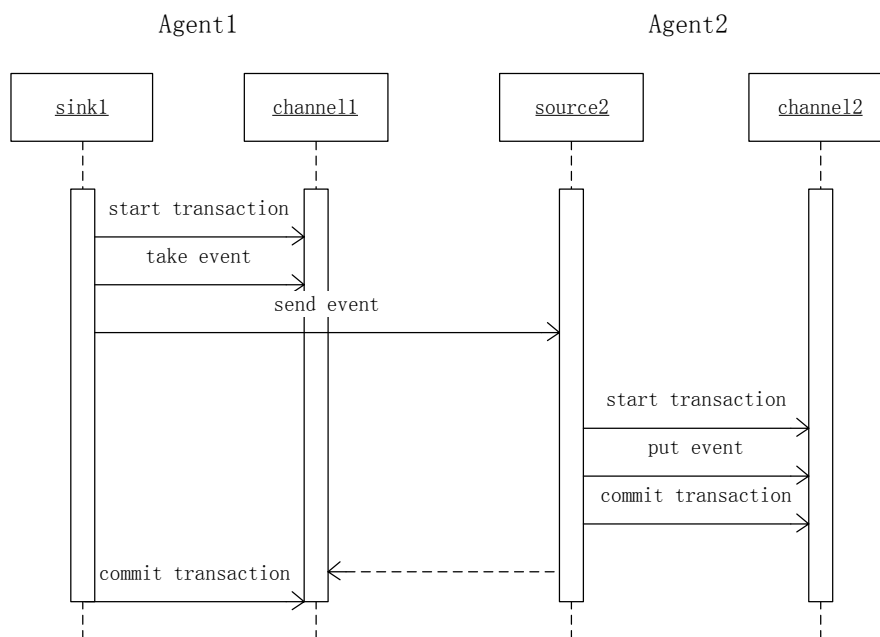 Agent1
Agent2
sink1
channel1
source2
channel2
start transaction
take event
send event
start transaction
put event
commit transaction
commit transaction